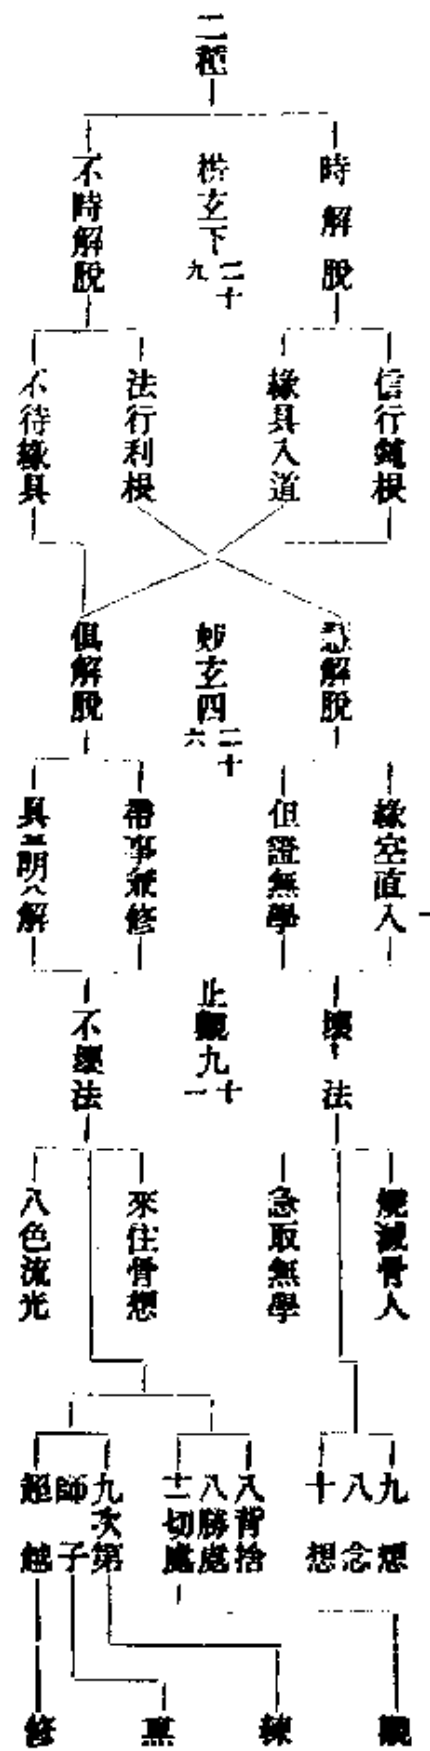 二種
時解脫
淨玄下二十九
不時解脫
信行鈍根
緣具入道
法行利根
不待緣具
慧解脫
妙玄四二十六
俱解脫
緣空直入
但證無學
帶事兼修
具三明八解
壞法
止觀九十一
不壞法
燒滅骨人
急取無學
來住骨想
八色流光
九想
八念
十想
八背捨
八勝處
十一切處
九次第
師子
超越
觀
練
熏
修